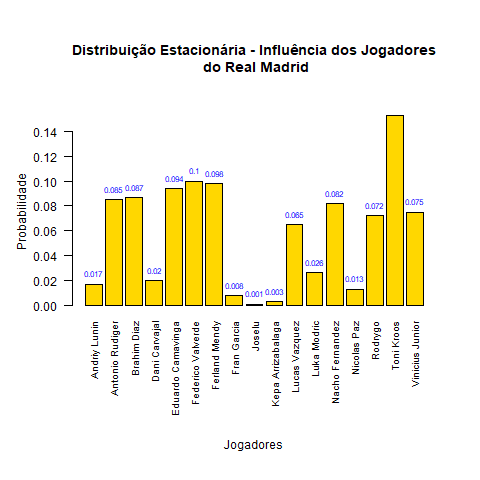 Distribuição Estacionária - Influência dos Jogadores
do Real Madrid
Probabilidade
0.14
0.12
0.10
0.08
0.06
0.04
0.02
0.00
0.017
0.085
0.087
0.02
0.094
0.1
0.098
0.008
0.001
0.003
0.065
0.026
0.082
0.013
0.072
0.075
Andriy Lunin
Antonio Rudiger
Brahim Diaz
Dani Carvajal
Eduardo Camavinga
Federico Valverde
Ferland Mendy
Fran Garcia
Joselu
Kepa Arrizabalaga
Lucas Vazquez
Luka Modric
Nacho Fernandez
Nicolas Paz
Rodrygo
Toni Kroos
Vinicius Junior
Jogadores